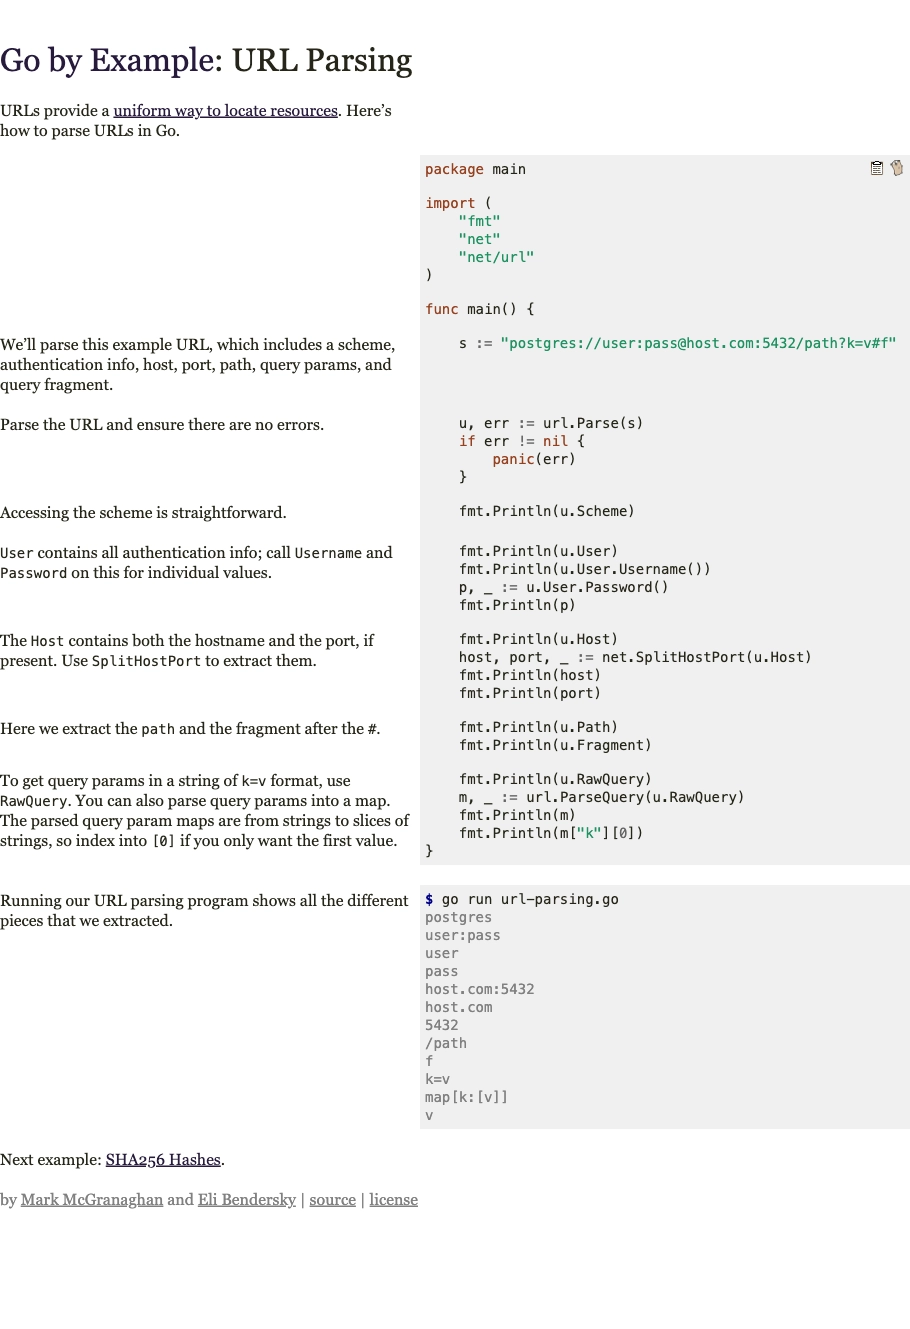 Go by Example: URL Parsing
URLs provide a uniform way to locate resources. Here’s
how to parse URLs in Go.
package main
import (
    "fmt"
    "net"
    "net/url"
)
func main() {
We’ll parse this example URL, which includes a scheme,
authentication info, host, port, path, query params, and
query fragment.
    s := "postgres://user:pass@host.com:5432/path?k=v#f"
Parse the URL and ensure there are no errors.
    u, err := url.Parse(s)
    if err != nil {
        panic(err)
    }
Accessing the scheme is straightforward.
    fmt.Println(u.Scheme)
User contains all authentication info; call Username and
Password on this for individual values.
    fmt.Println(u.User)
    fmt.Println(u.User.Username())
    p, _ := u.User.Password()
    fmt.Println(p)
The Host contains both the hostname and the port, if
present. Use SplitHostPort to extract them.
    fmt.Println(u.Host)
    host, port, _ := net.SplitHostPort(u.Host)
    fmt.Println(host)
    fmt.Println(port)
Here we extract the path and the fragment after the #.
    fmt.Println(u.Path)
    fmt.Println(u.Fragment)
To get query params in a string of k=v format, use
RawQuery. You can also parse query params into a map.
The parsed query param maps are from strings to slices of
strings, so index into [0] if you only want the first value.
    fmt.Println(u.RawQuery)
    m, _ := url.ParseQuery(u.RawQuery)
    fmt.Println(m)
    fmt.Println(m["k"][0])
}
Running our URL parsing program shows all the different
pieces that we extracted.
$ go run url-parsing.go
postgres
user:pass
user
pass
host.com:5432
host.com
5432
/path
f
k=v
map[k:[v]]
v
Next example: SHA256 Hashes.
by Mark McGranaghan and Eli Bendersky | source | license